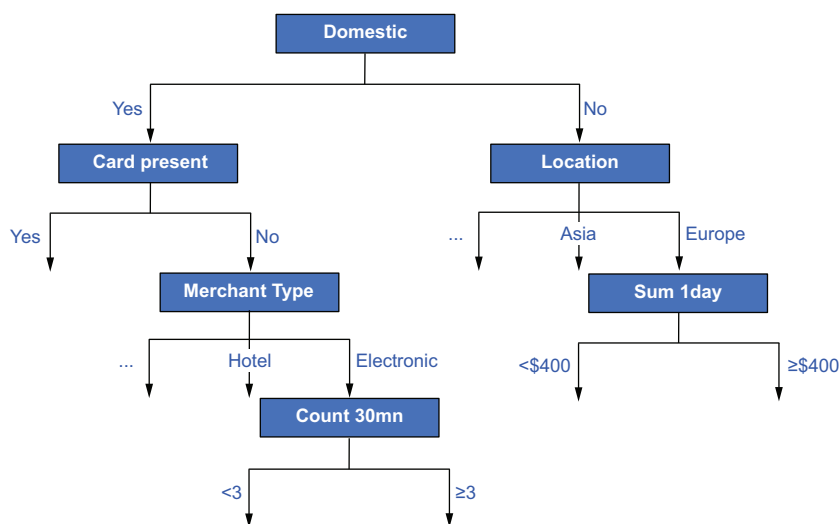 Domestic
Yes
No
Card present
Location
Yes
No
...
Asia
Europe
Merchant Type
Sum 1day
...
Hotel
Electronic
<$400
≥$400
Count 30mn
<3
≥3